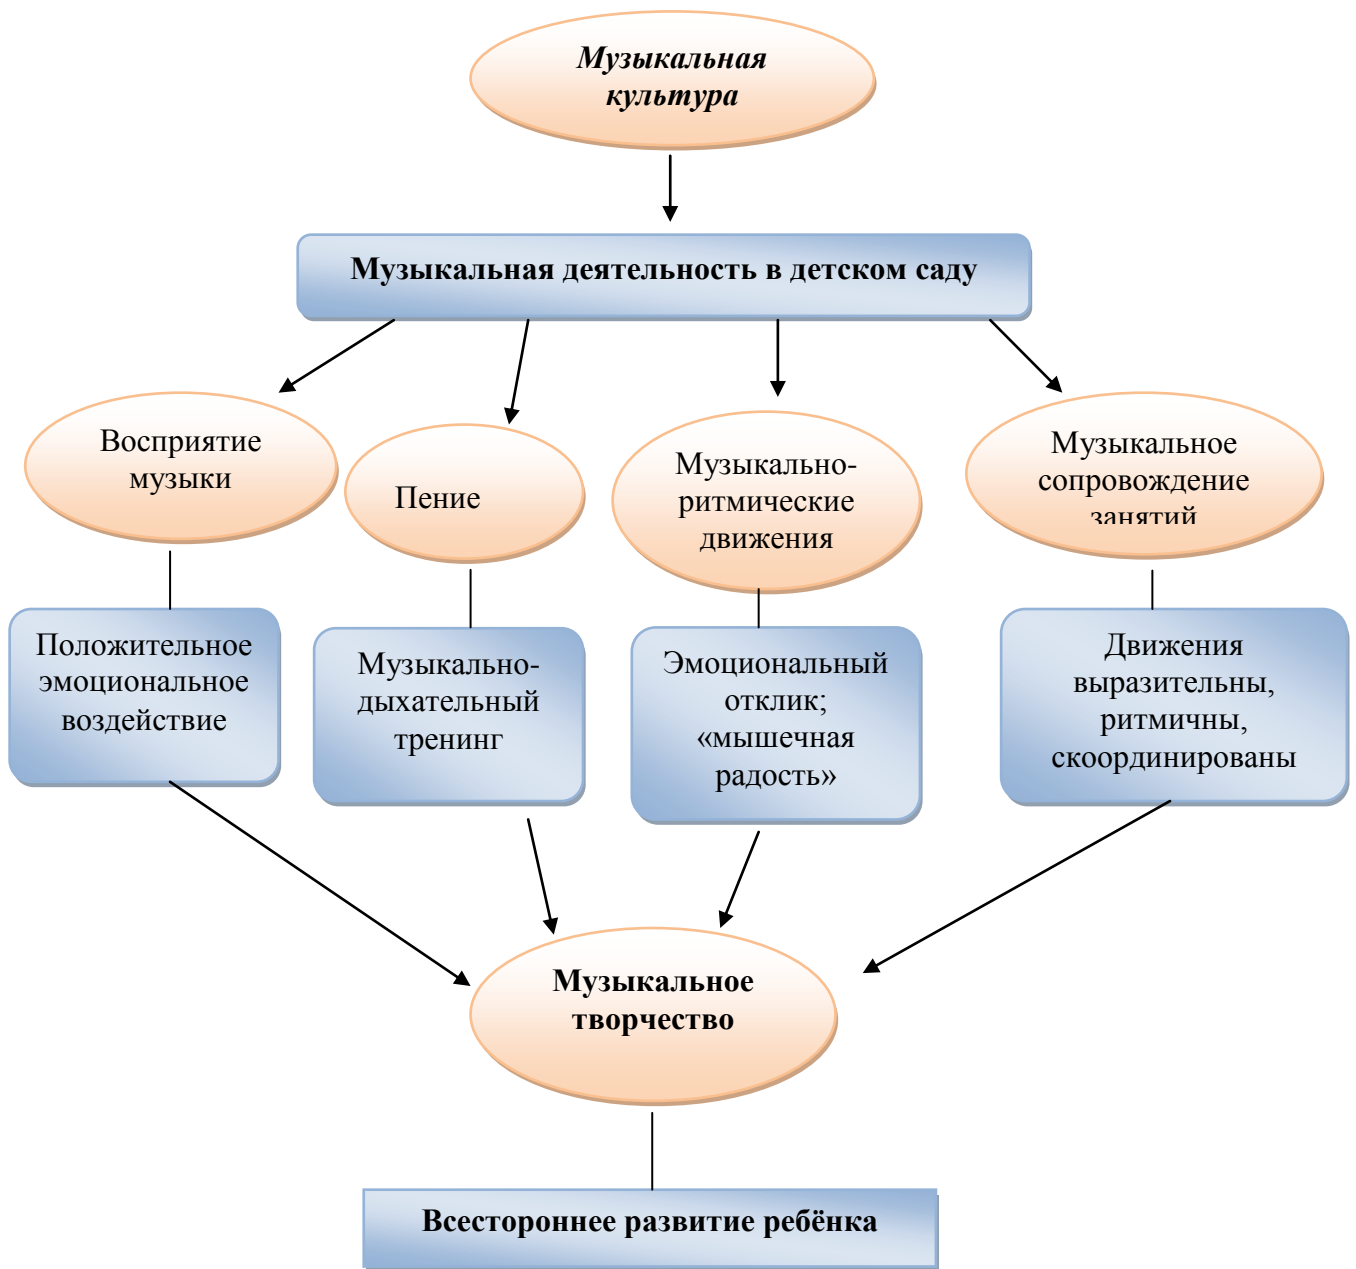 Музыкальная
культура
Музыкальная деятельность в детском саду
Восприятие
музыки
Пение
Музыкально-
ритмические
движения
Музыкальное
сопровождение
занятий
Положительное
эмоциональное
воздействие
Музыкально-
дыхательный
тренинг
Эмоциональный
отклик;
«мышечная
радость»
Движения
выразительны,
ритмичны,
скоординированы
Музыкальное
творчество
Всестороннее развитие ребёнка